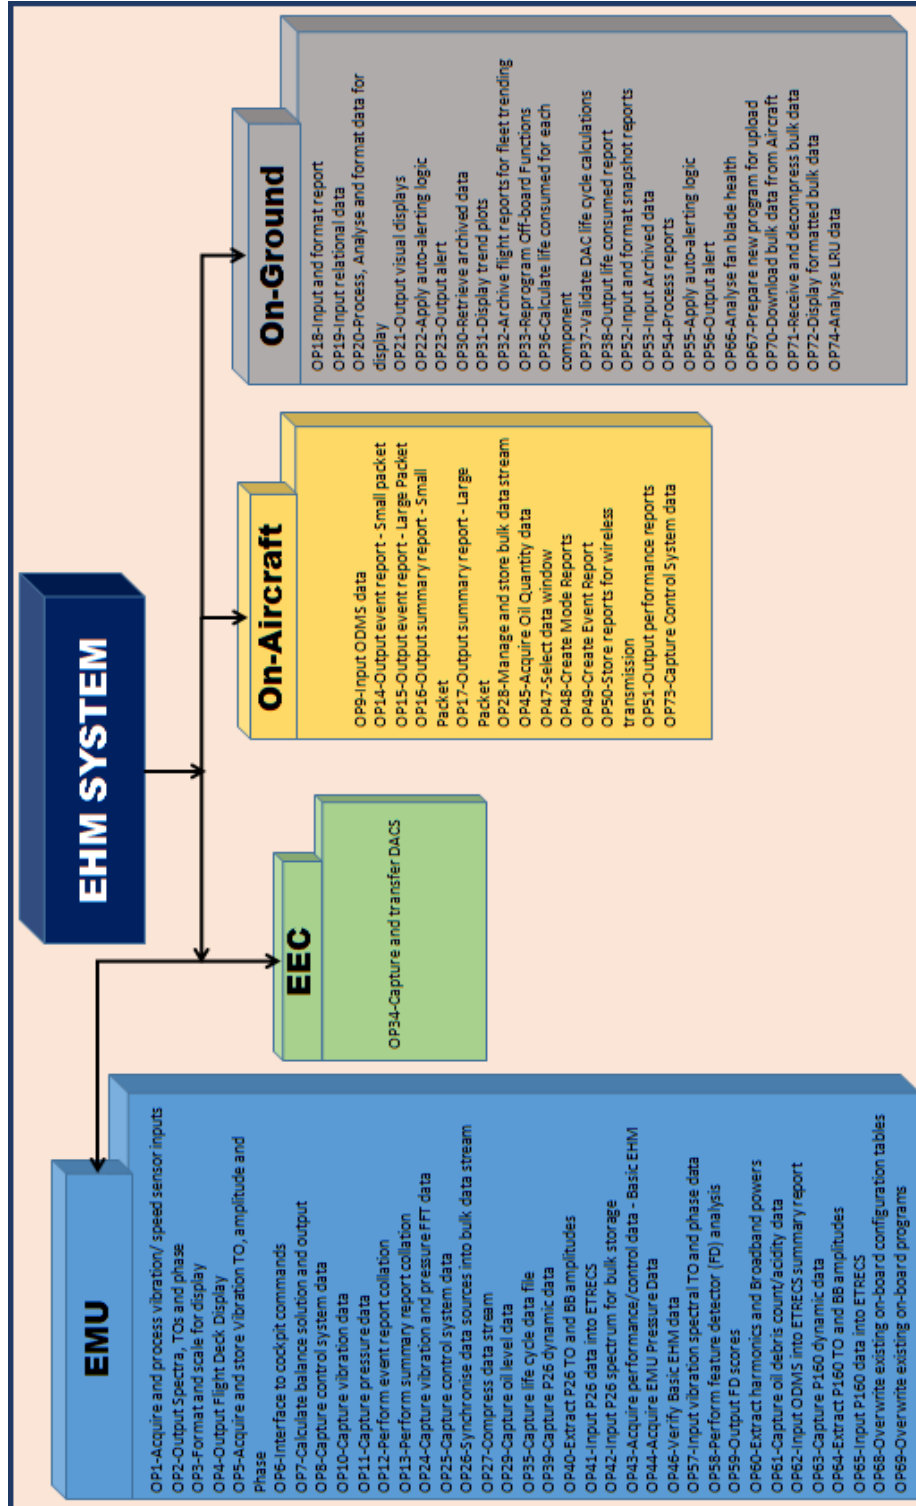 EHM SYSTEM
EMU
OP1-Acquire and process vibration/ speed sensor inputs
OP2-Output Spectra, TOs and phase
OP3-Format and scale for display
OP4-Output Flight Deck Display
OP5-Acquire and store Vibration TO, amplitude and
Phase
OP6-Interface to cockpit commands
OP7-Calculate balance solution and output
OP8-Capture control system data
OP10-Capture vibration data
OP11-Capture pressure data
OP12-Perform event report collation
OP13-Perform summary report collation
OP24-Capture vibration and pressure FT data
OP25-Capture control system data
OP26-Synchronise data sources into bulk data stream
OP27-Compress data stream
OP29-Capture oil level data
OP35-Capture life cycle data file
OP39-Capture P26 dynamic data
OP40-Extract P26 TO and BB amplitudes
OP41-Input P26 data into ETRECS
OP42-Input P26 spectrum for bulk storage
OP43-Acquire performance/control data - Basic EHM
OP44-Acquire EMU Pressure Data
OP46-Verify Basic EHM data
OP57-Input vibration spectral TO and phase data
OP58-Perform feature detector (FD) analysis
OP59-Output FD scores
OP60-Extract harmonics and Broadband powers
OP61-Capture oil debris count/acidity data
OP62-Input ODMS into ETRECS summary report
OP63-Capture P160 dynamic data
OP64-Extract P160 TO and BB amplitudes
OP65-Input P160 data into ETRECS
OP68-Overwrite existing on-board configuration tables
OP69-Overwrite existing on-board programs
EEC
OP34-Capture and transfer DACS
On-Aircraft
OP9-Input ODMS data
OP14-Output event report - Small packet
OP15-Output event report - Large Packet
OP16-Output summary report - Small
Packet
OP17-Output summary report - Large
Packet
OP28-Manage and store bulk data stream
OP45-Acquire Oil Quantity data
OP47-Select data window
OP48-Create Mode Reports
OP49-Create Event Report
OP50-Store reports for wireless
transmission
OP51-Output performance reports
OP73-Capture Control System data
On-Ground
OP18-Input and format report
OP19-Input relational data
OP20-Process, Analyse and format data for
display
OP21-Output visual displays
OP22-Apply auto-alerting logic
OP23-Output alert
OP30-Retrieve archived data
OP31-Display trend plots
OP32-Archive flight reports for fleet trending
OP33-Reprogram Off-board Functions
OP36-Calculate life consumed for each
component
OP37-Validate DAC life cycle calculations
OP38-Output life consumed report
OP52-Input and format snapshot reports
OP53-Input Archived data
OP54-Process reports
OP55-Apply auto-alerting logic
OP56-Output alert
OP66-Analyse fan blade health
OP67-Prepare new program for upload
OP70-Download bulk data from Aircraft
OP71-Receive and decompress bulk data
OP72-Display formatted bulk data
OP74-Analyse LRU data